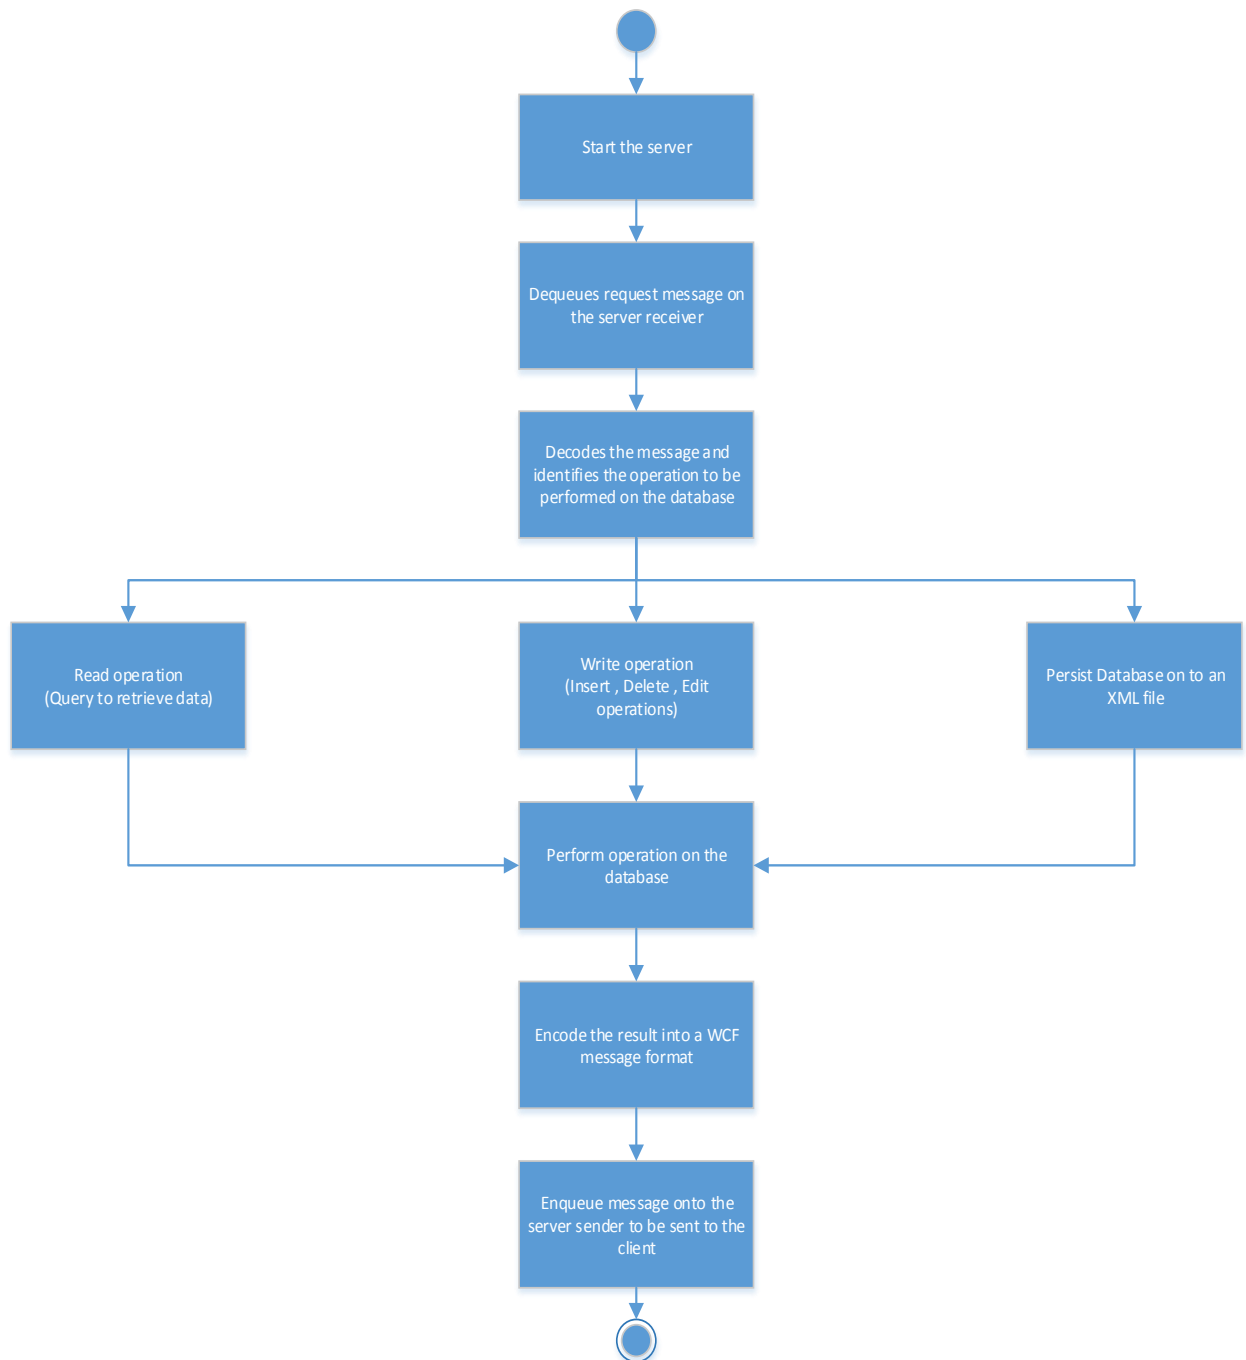 Start the server
Dequeues request message on
the server receiver
Decodes the message and
identifies the operation to be
performed on the database
Read operation
(Query to retrieve data)
Write operation
(Insert , Delete , Edit
operations)
Persist Database on to an
XML file
Perform operation on the
database
Encode the result into a WCF
message format
Enqueue message onto the
server sender to be sent to the
client